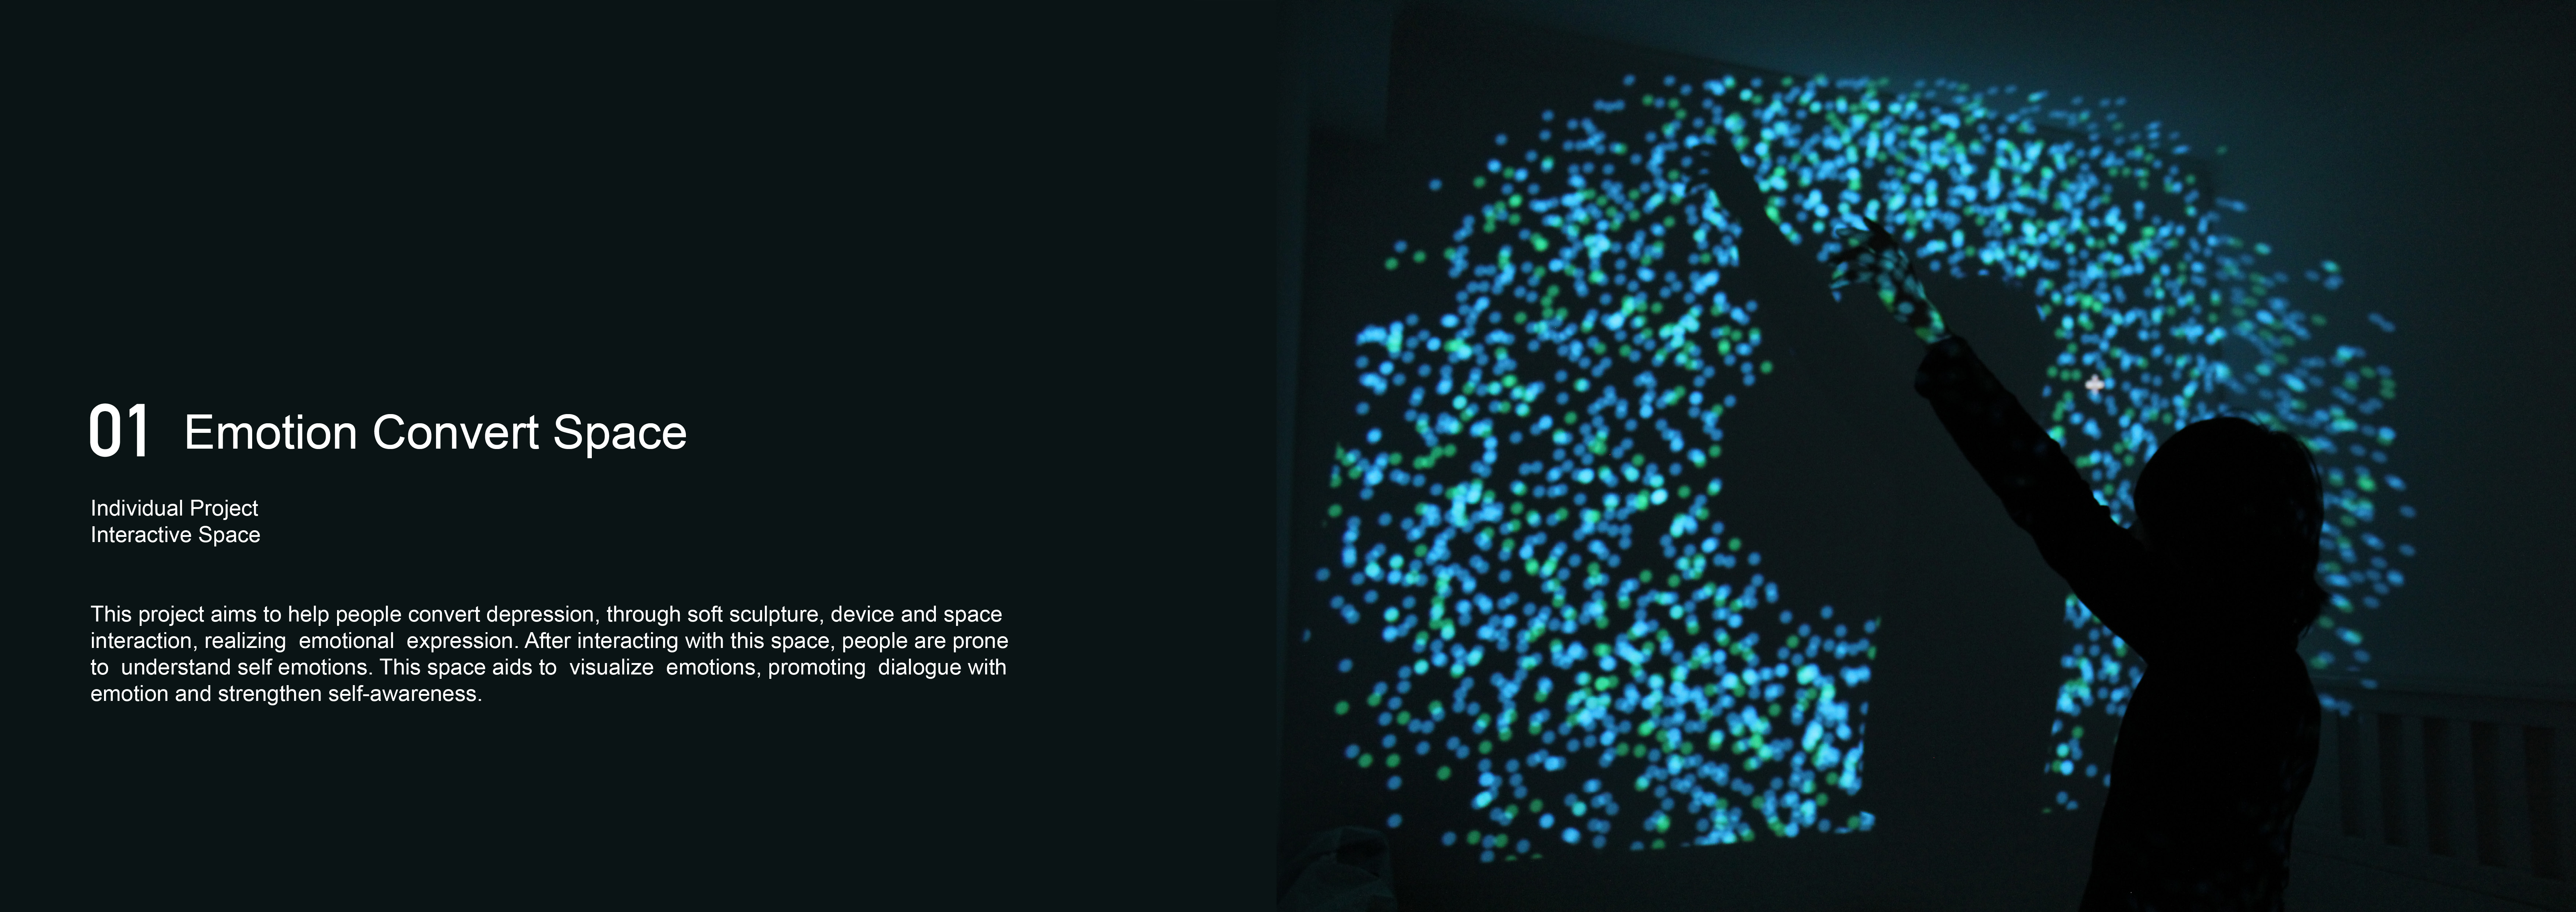 01 Emotion Convert Space
Individual Project
Interactive Space
This project aims to help people convert depression, through soft sculpture, device and space
interaction, realizing emotional expression. After interacting with this space, people are prone
to understand self emotions. This space aids to visualize emotions, promoting dialogue with
emotion and strengthen self-awareness.